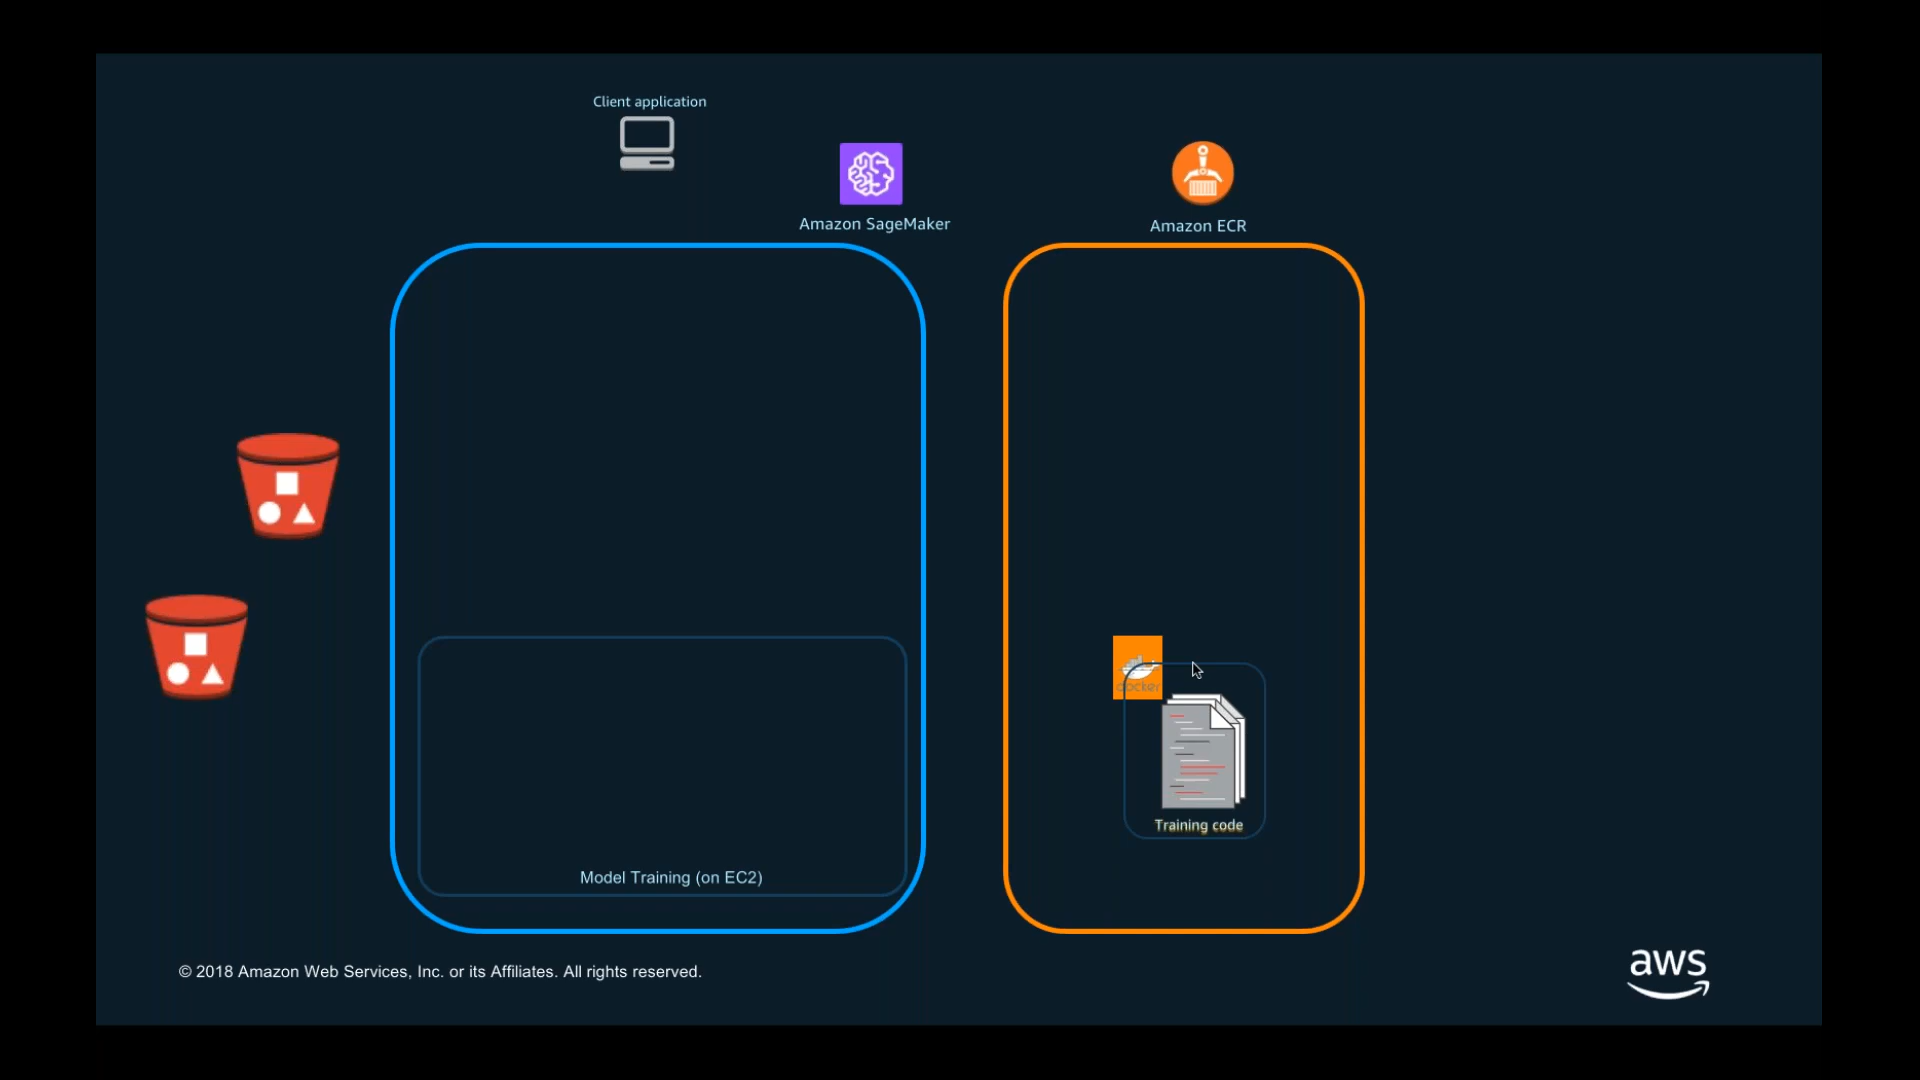 Client application
Amazon SageMaker
Amazon ECR
docker
Training code
Model Training (on EC2)
© 2018 Amazon Web Services, Inc. or its Affiliates. All rights reserved.
aws